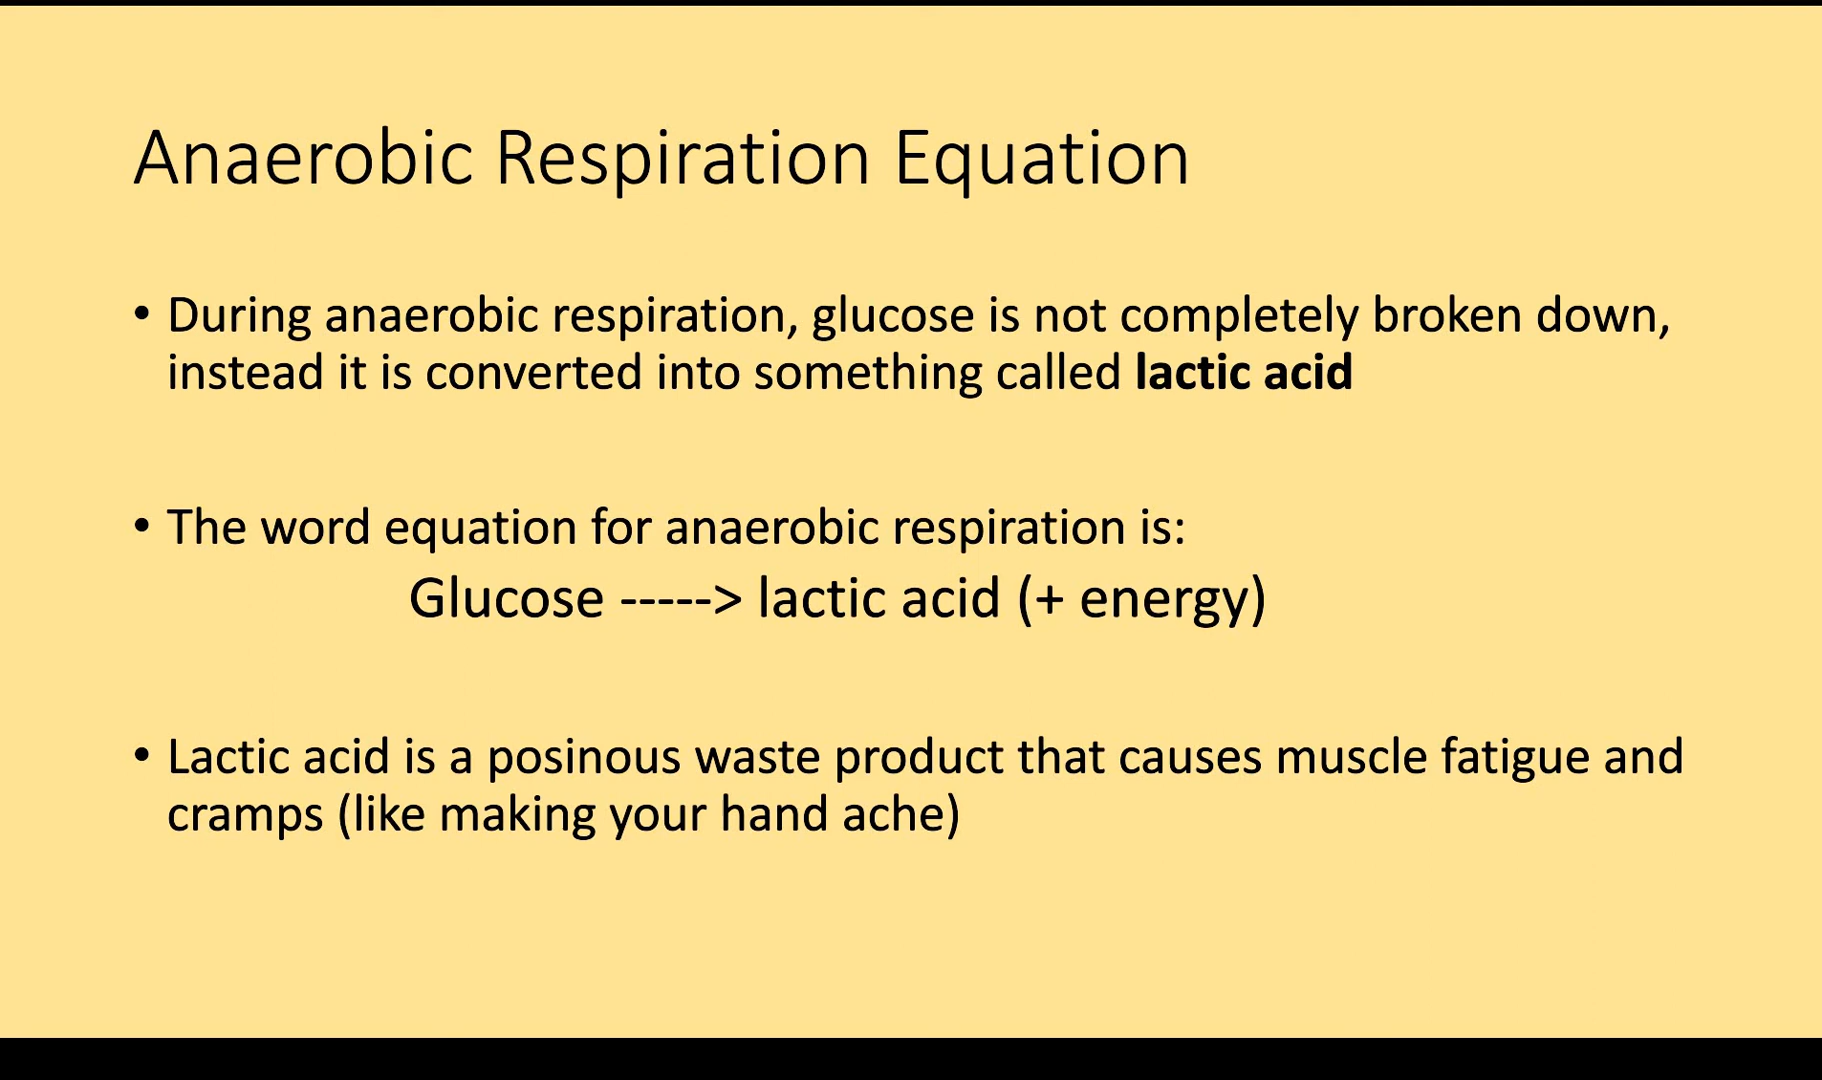 Anaerobic Respiration Equation
• During anaerobic respiration, glucose is not completely broken down,
instead it is converted into something called lactic acid
• The word equation for anaerobic respiration is:
Glucose -----> lactic acid (+ energy)
• Lactic acid is a posinous waste product that causes muscle fatigue and
cramps (like making your hand ache)